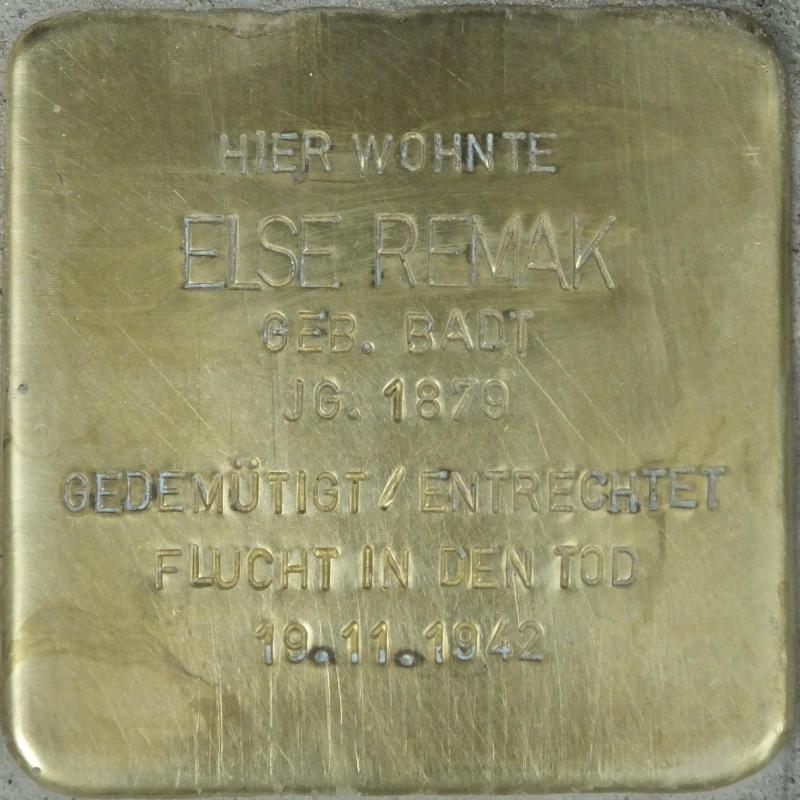 HIER WOHNTE
ELSE REMAK
GEB. BADT
JG. 1879
GEDEMÜTIGT / ENTRECHTET
FLUCHT IN DEN TOD
19.11.1942